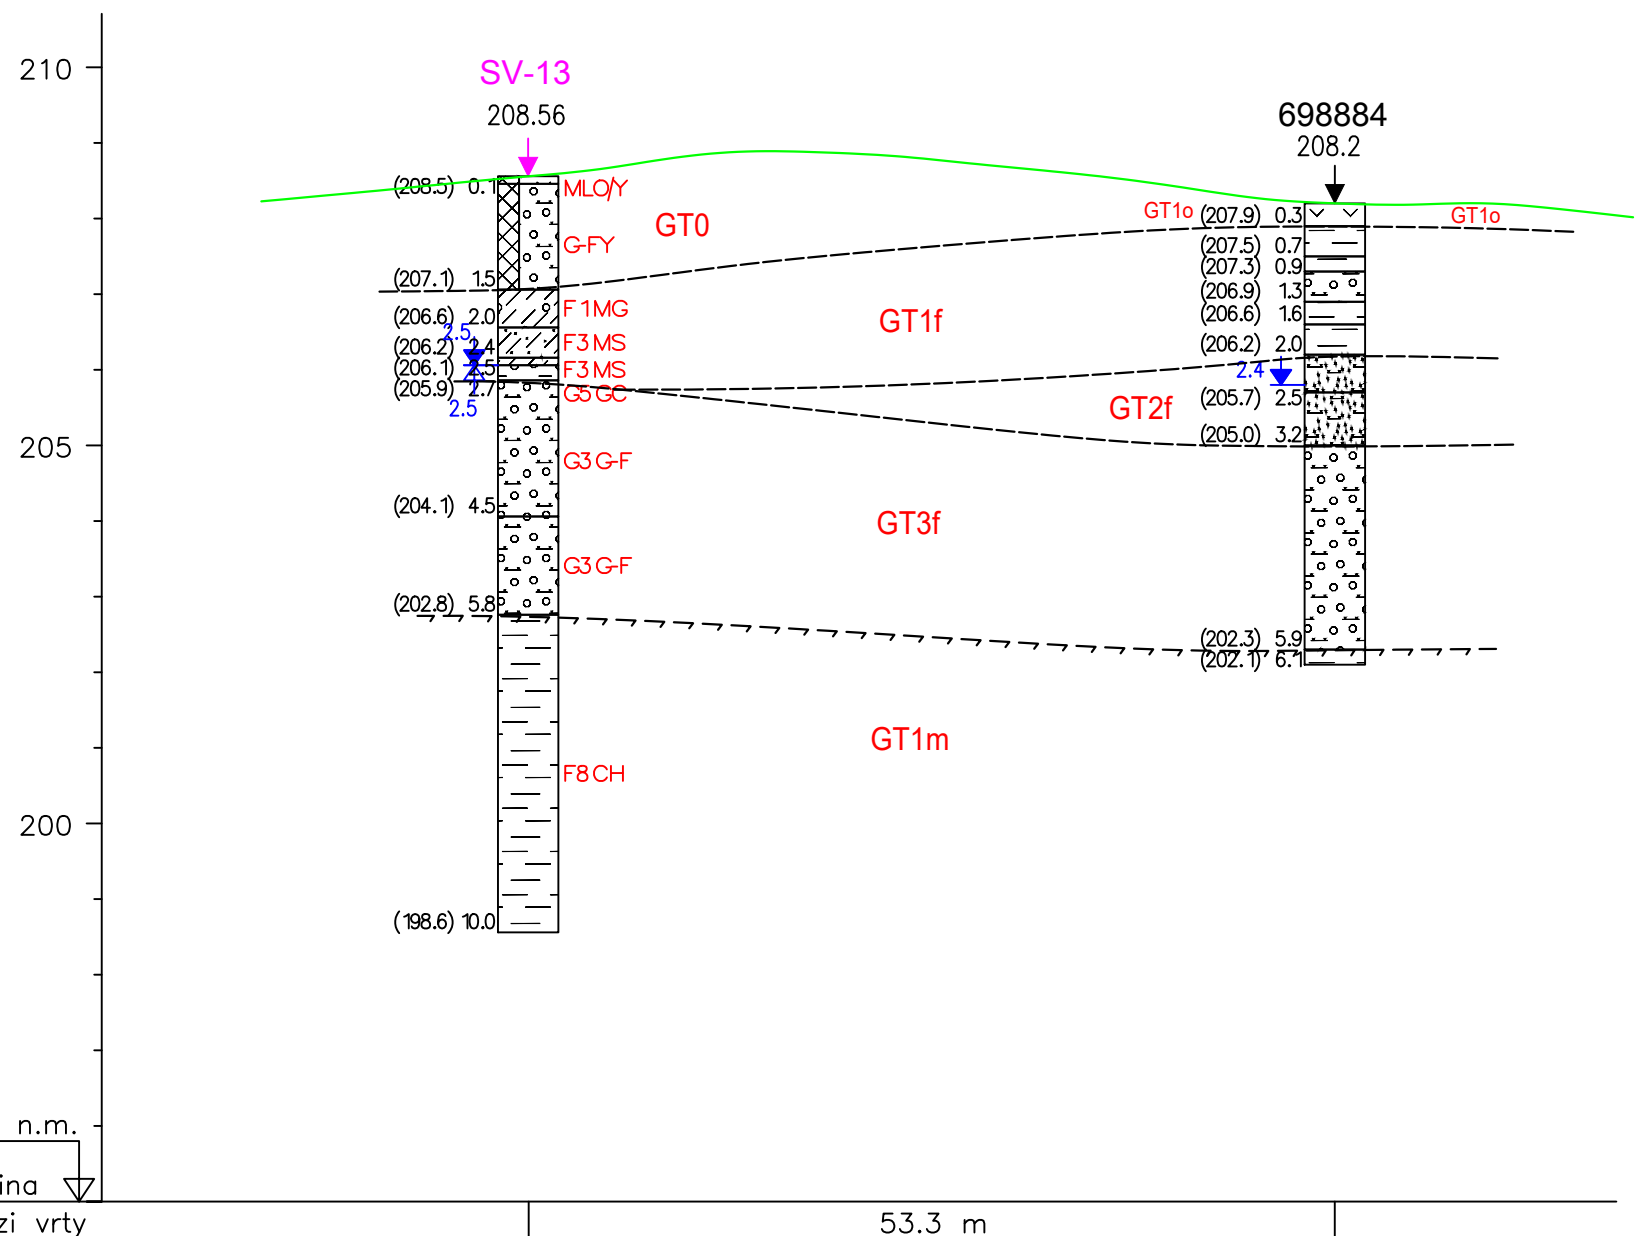 210
SV-13
208.56
698884
208.2
(208.5) 0.1
MLO/Y
GT0
GT1o
(207.9) 0.3
GT1o
G-FY
(207.5) 0.7
(207.3) 0.9
(207.1) 1.5
(206.9) 1.3
F1MG
(206.6) 2.0
GT1f
(206.6) 1.6
2.5
F3MS
(206.2) 2.4
(206.2) 2.0
(206.1) 2.5
F3MS
2.4
(205.9) 2.7
G5GC
2.5
GT2f
(205.7) 2.5
205
(205.0) 3.2
G3G-F
(204.1) 4.5
GT3f
G3G-F
(202.8) 5.8
(202.3) 5.9
(202.1) 6.1
GT1m
F8CH
200
(198.6) 10.0
n.m.
ina
zi vrty
53.3 m